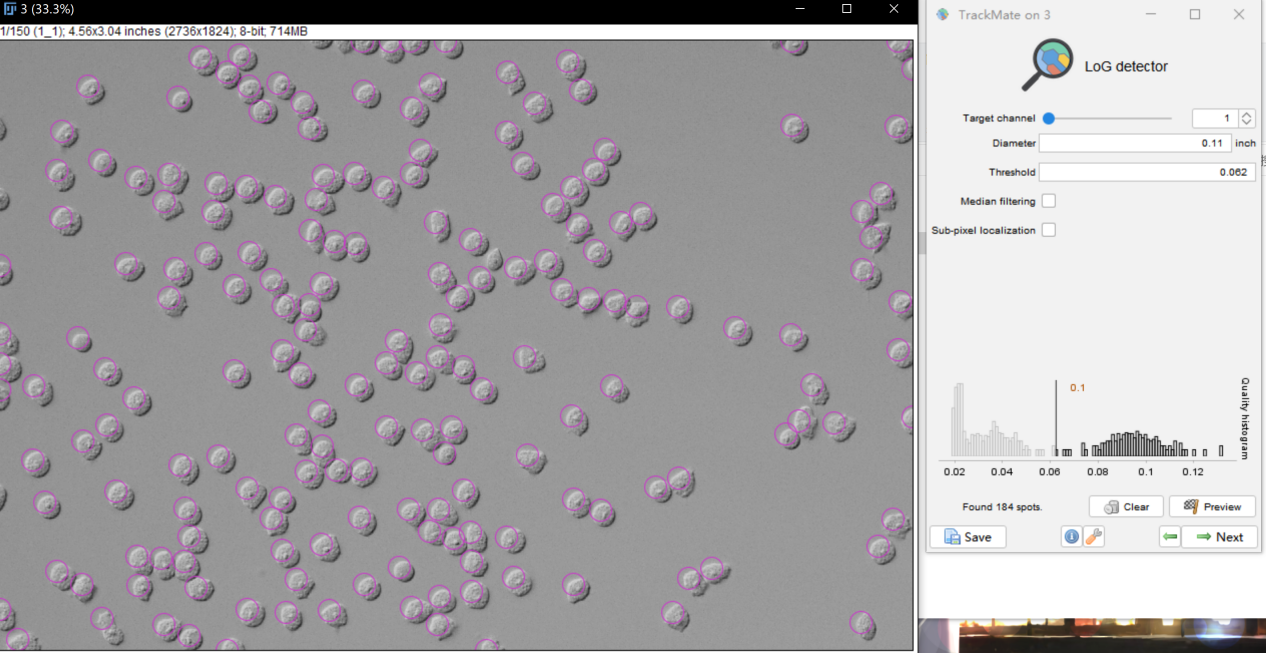 3 (33.3%)
1/150 (1_1); 4.56x3.04 inches (2736x1824); 8-bit; 714MB
TrackMate on 3
LoG detector
Target channel 1
Diameter 0.11 inch
Threshold 0.062
Median filtering
Sub-pixel localization
0.1
Quality histogram
0.02 0.04 0.06 0.08 0.1 0.12
Found 184 spots. Clear Preview
Save Next